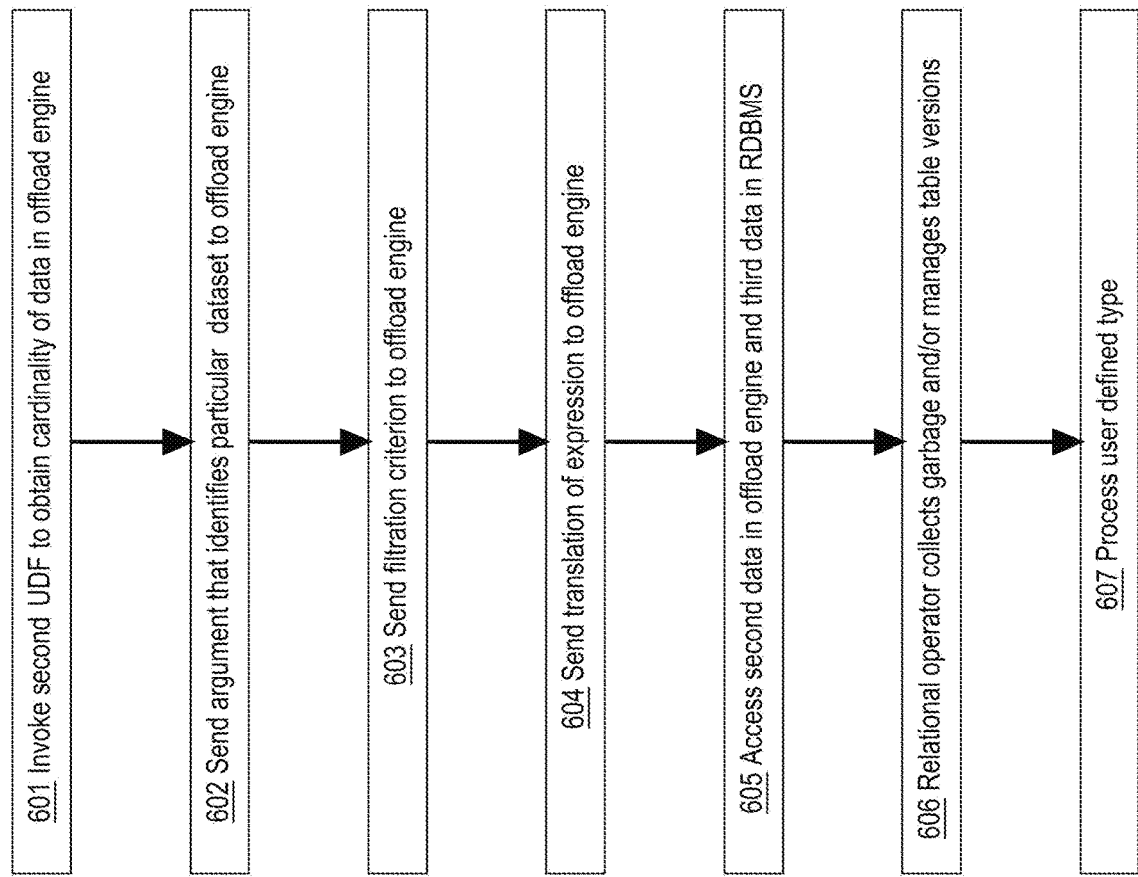 601 Invoke second UDF to obtain cardinality of data in offload engine
602 Send argument that identifies particular dataset to offload engine
603 Send filtration criterion to offload engine
604 Send translation of expression to offload engine
605 Access second data in offload engine and third data in RDBMS
606 Relational operator collects garbage and/or manages table versions
607 Process user defined type